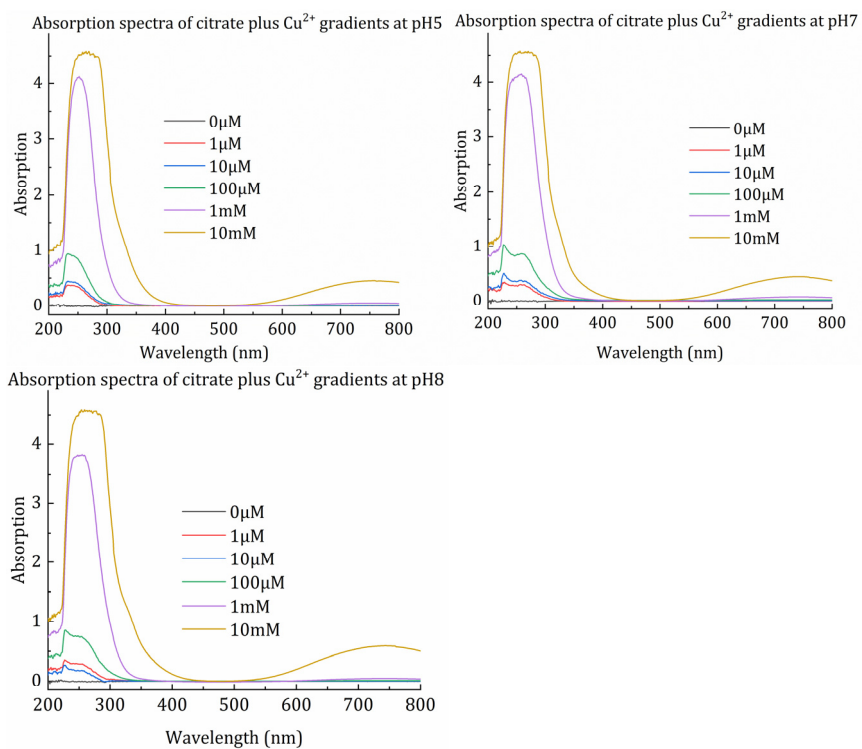 Absorption spectra of citrate plus Cu²⁺ gradients at pH5
4
3
2
1
0
Absorption
0μM
1μM
10μM
100μM
1mM
10mM
200 300 400 500 600 700 800
Wavelength (nm)
Absorption spectra of citrate plus Cu²⁺ gradients at pH7
4
3
2
1
0
Absorption
0μM
1μM
10μM
100μM
1mM
10mM
200 300 400 500 600 700 800
Wavelength (nm)
Absorption spectra of citrate plus Cu²⁺ gradients at pH8
4
3
2
1
0
Absorption
0μM
1μM
10μM
100μM
1mM
10mM
200 300 400 500 600 700 800
Wavelength (nm)